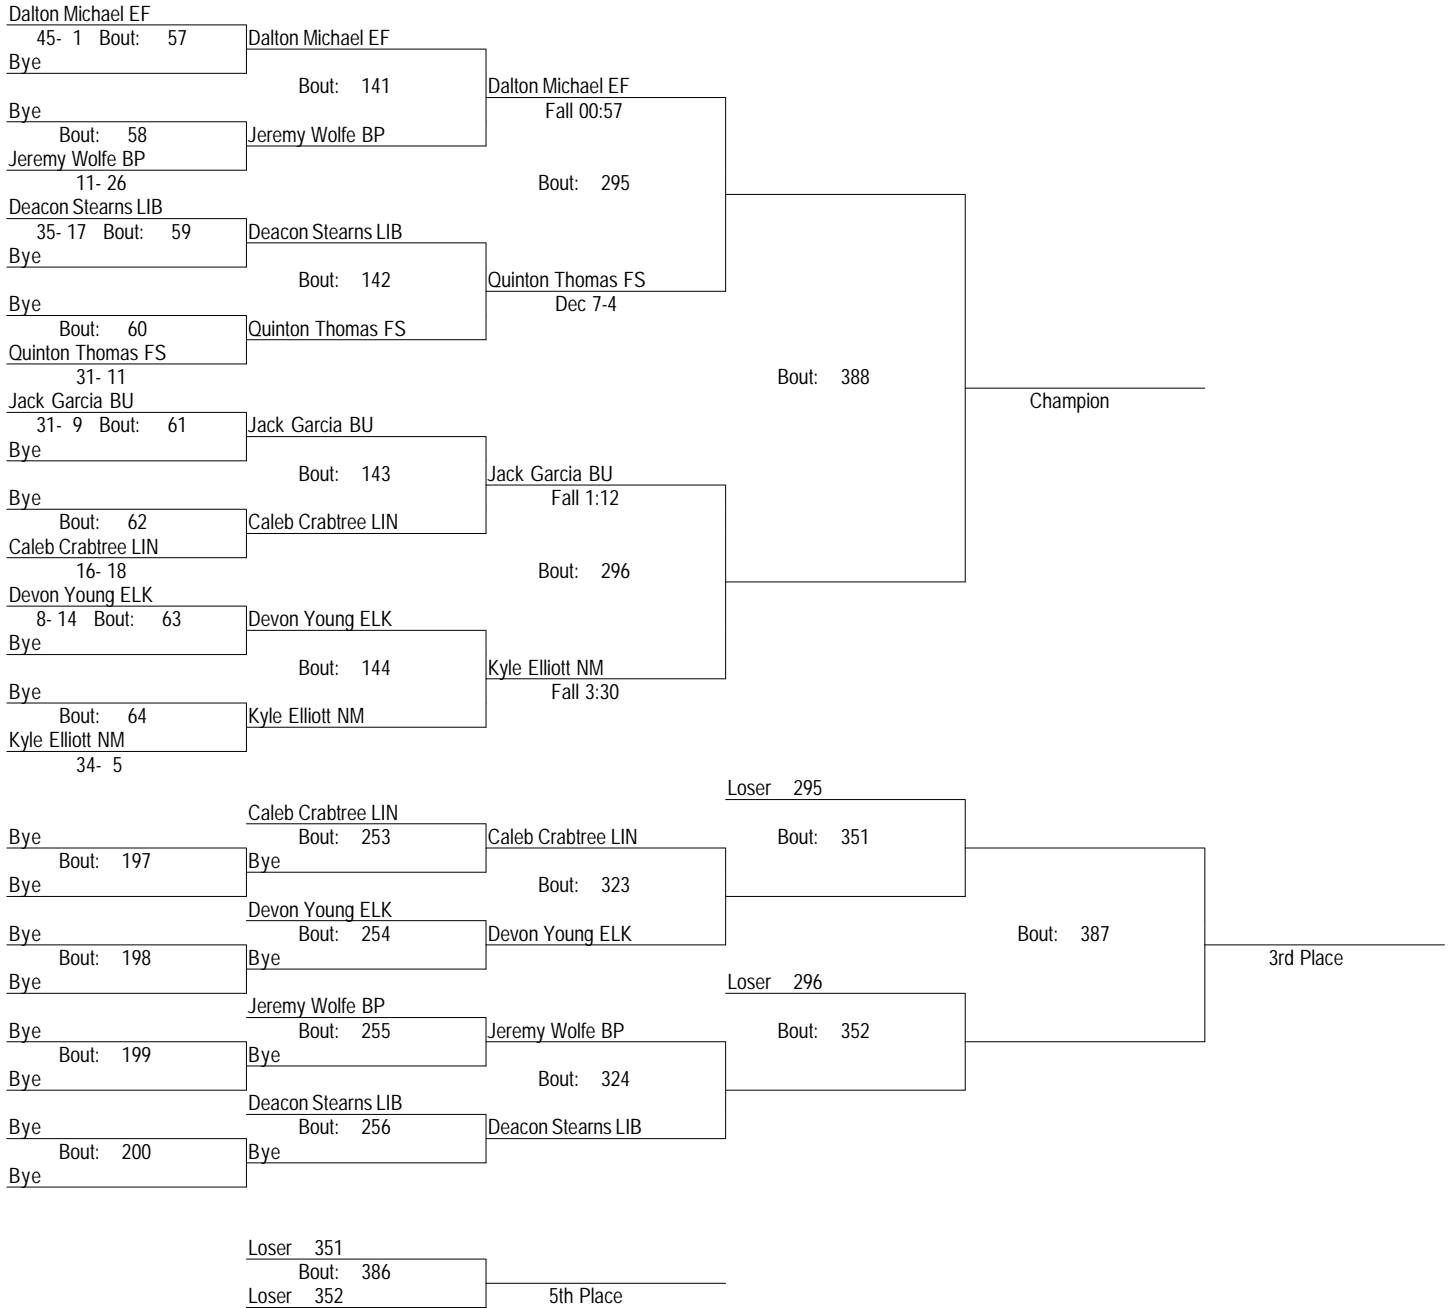 Dalton Michael EF
45- 1 Bout: 57
Bye
Dalton Michael EF
Bout: 141
Dalton Michael EF
Fall 00:57
Bye
Bout: 58
Jeremy Wolfe BP
Jeremy Wolfe BP
11- 26
Bout: 295
Deacon Stearns LIB
35- 17 Bout: 59
Bye
Deacon Stearns LIB
Bout: 142
Quinton Thomas FS
Dec 7-4
Bye
Bout: 60
Quinton Thomas FS
Quinton Thomas FS
31- 11
Bout: 388
Champion
Jack Garcia BU
31- 9 Bout: 61
Bye
Jack Garcia BU
Bout: 143
Jack Garcia BU
Fall 1:12
Bye
Bout: 62
Caleb Crabtree LIN
Caleb Crabtree LIN
16- 18
Bout: 296
Devon Young ELK
8- 14 Bout: 63
Bye
Devon Young ELK
Bout: 144
Kyle Elliott NM
Fall 3:30
Bye
Bout: 64
Kyle Elliott NM
Kyle Elliott NM
34- 5
Loser 295
Caleb Crabtree LIN
Bye
Bout: 253
Caleb Crabtree LIN
Bout: 351
Bout: 197
Bye
Bye
Bout: 323
Devon Young ELK
Bye
Bout: 254
Devon Young ELK
Bout: 387
Bout: 198
Bye
3rd Place
Bye
Loser 296
Jeremy Wolfe BP
Bye
Bout: 255
Jeremy Wolfe BP
Bout: 352
Bout: 199
Bye
Bye
Bout: 324
Deacon Stearns LIB
Bye
Bout: 256
Deacon Stearns LIB
Bout: 200
Bye
Bye
Loser 351
Bout: 386
Loser 352
5th Place